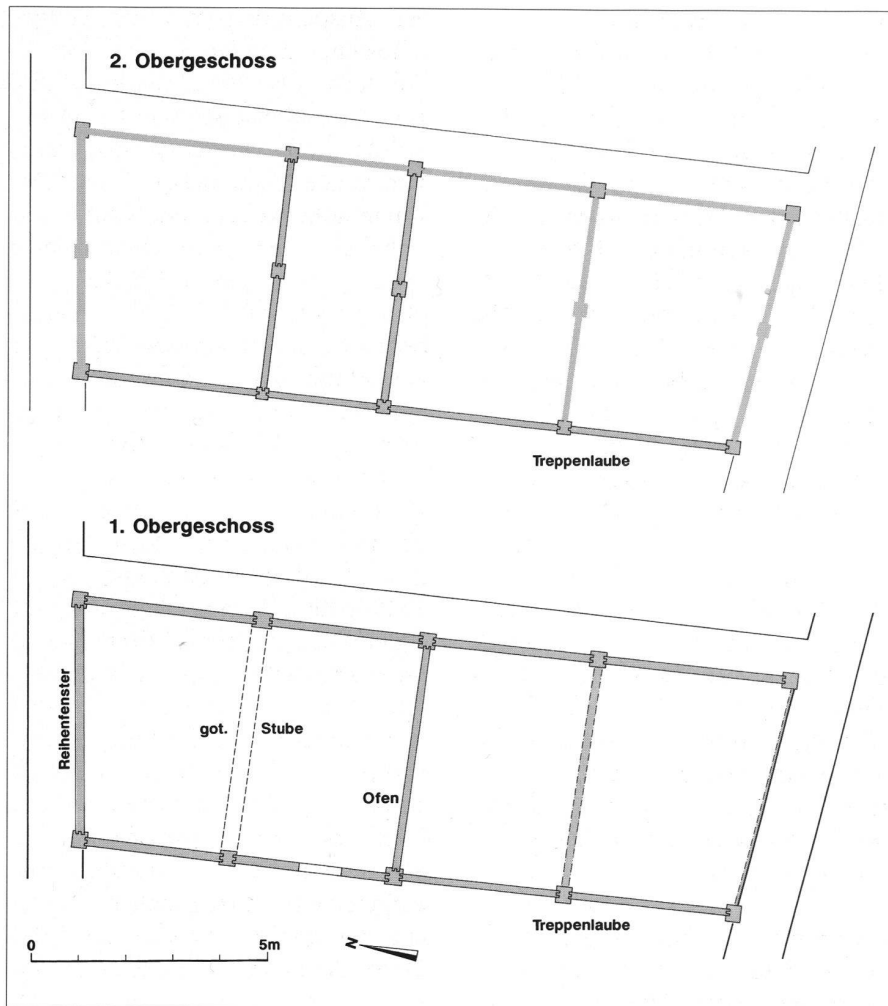 2. Obergeschoss
Treppenlaube
1. Obergeschoss
Reihenfenster
got. Stube
Ofen
Treppenlaube
0 5m
N